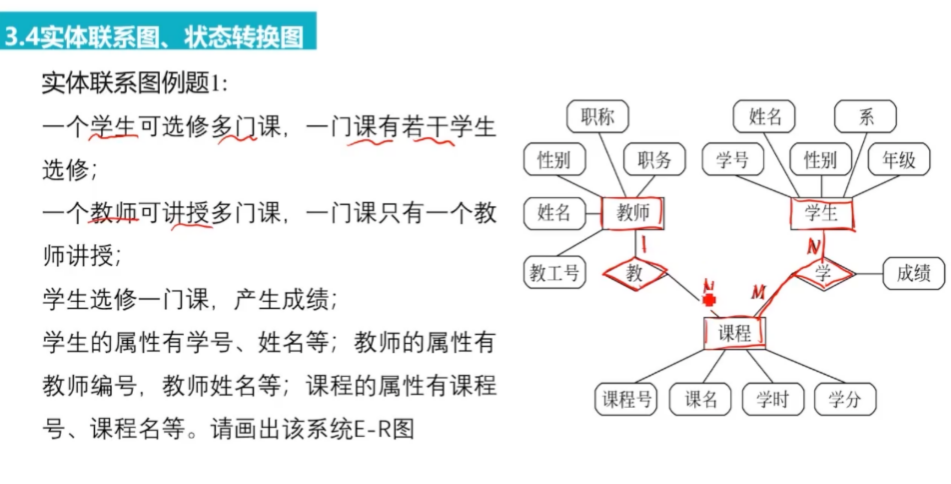 3.4实体联系图、状态转换图
实体联系图例题1:
一个学生可选修多门课，一门课有若干学生
选修；
一个教师可讲授多门课，一门课只有一个教
师讲授；
学生选修一门课，产生成绩；
学生的属性有学号、姓名等；教师的属性有
教师编号，教师姓名等；课程的属性有课程
号、课程名等。请画出该系统E-R图
职称
姓名
系
性别
职务
学号
性别
年级
姓名
教师
学生
1
N
教工号
教
学
成绩
N
M
课程
课程号
课名
学时
学分